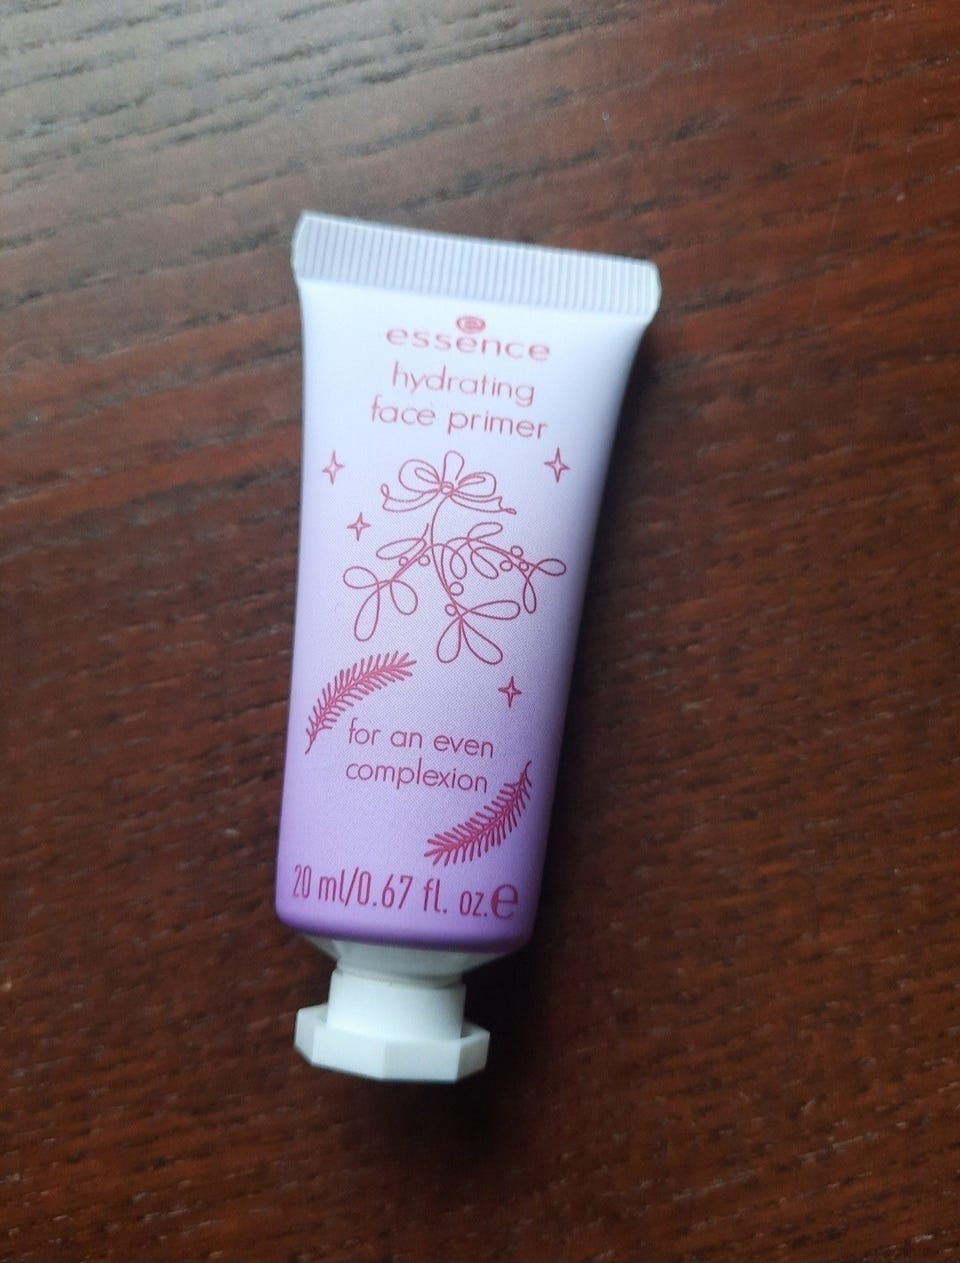 essence
hydrating
face primer
for an even
complexion
20 ml/0.67 fl. oz.℮